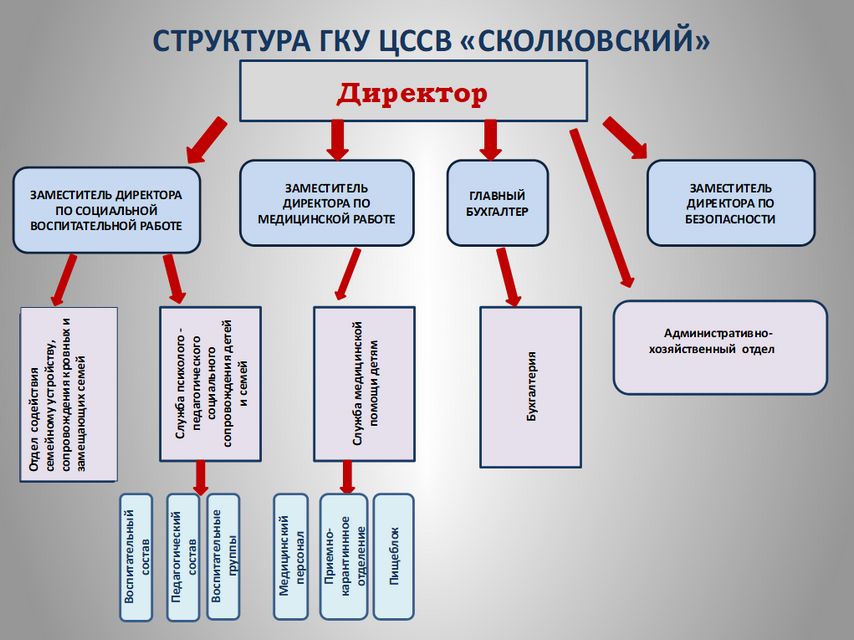 СТРУКТУРА ГКУ ЦССВ «СКОЛКОВСКИЙ»
Директор
ЗАМЕСТИТЕЛЬ ДИРЕКТОРА
ПО СОЦИАЛЬНОЙ
ВОСПИТАТЕЛЬНОЙ РАБОТЕ
ЗАМЕСТИТЕЛЬ
ДИРЕКТОРА ПО
МЕДИЦИНСКОЙ РАБОТЕ
ГЛАВНЫЙ
БУХГАЛТЕР
ЗАМЕСТИТЕЛЬ
ДИРЕКТОРА ПО
БЕЗОПАСНОСТИ
Отдел содействия
семейному устройству,
сопровождения кровных и
замещающих семей
Служба психолого -
педагогического
социального
сопровождения детей
и семей
Служба медицинской
помощи детям
Бухгалтерия
Административно-
хозяйственный отдел
Воспитательный
состав
Педагогический
состав
Воспитательные
группы
Медицинский
персонал
Приемно-
карантиннное
отделение
Пищеблок